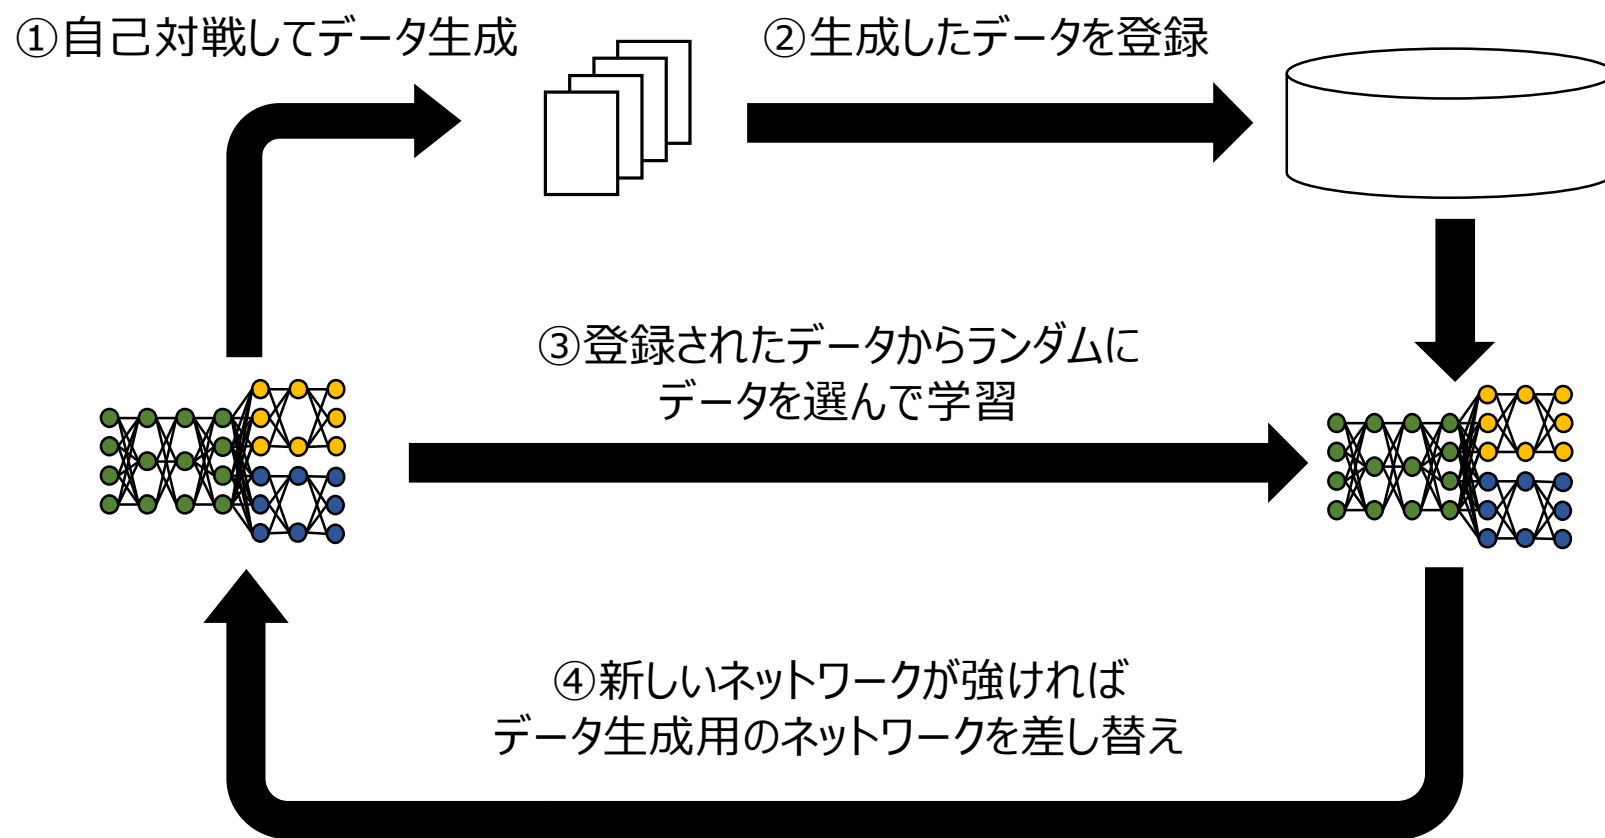 ①自己対戦してデータ生成
②生成したデータを登録
③登録されたデータからランダムに
データを選んで学習
④新しいネットワークが強ければ
データ生成用のネットワークを差し替え